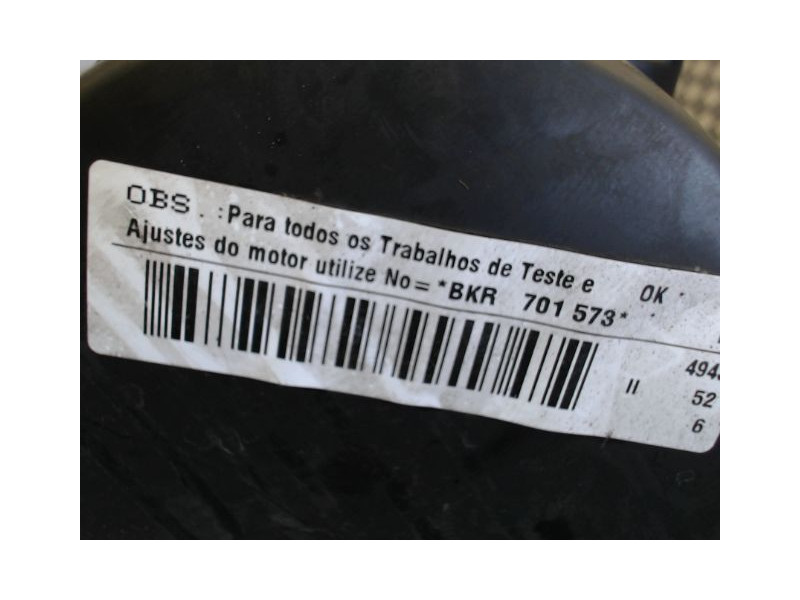 OBS .:Para todos os Trabalhos de Teste e OK
Ajustes do motor utilize No= *BKR 701 573*
494
II 52
6